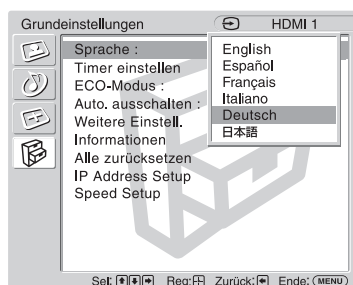 Grundeinstellungen HDMI 1
Sprache :
Timer einstellen
ECO-Modus :
Auto. ausschalten :
Weitere Einstell.
Informationen
Alle zurücksetzen
IP Address Setup
Speed Setup
English
Español
Français
Italiano
Deutsch
日本語
Sel: Reg: Zurück: Ende: MENU